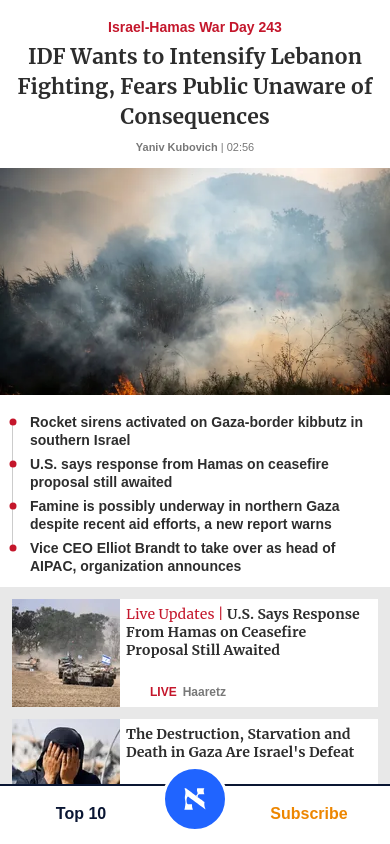 Israel-Hamas War Day 243
IDF Wants to Intensify Lebanon
Fighting, Fears Public Unaware of
Consequences
Yaniv Kubovich | 02:56
Rocket sirens activated on Gaza-border kibbutz in
southern Israel
U.S. says response from Hamas on ceasefire
proposal still awaited
Famine is possibly underway in northern Gaza
despite recent aid efforts, a new report warns
Vice CEO Elliot Brandt to take over as head of
AIPAC, organization announces
Live Updates | U.S. Says Response
From Hamas on Ceasefire
Proposal Still Awaited
LIVE Haaretz
The Destruction, Starvation and
Death in Gaza Are Israel's Defeat
Top 10
א
Subscribe